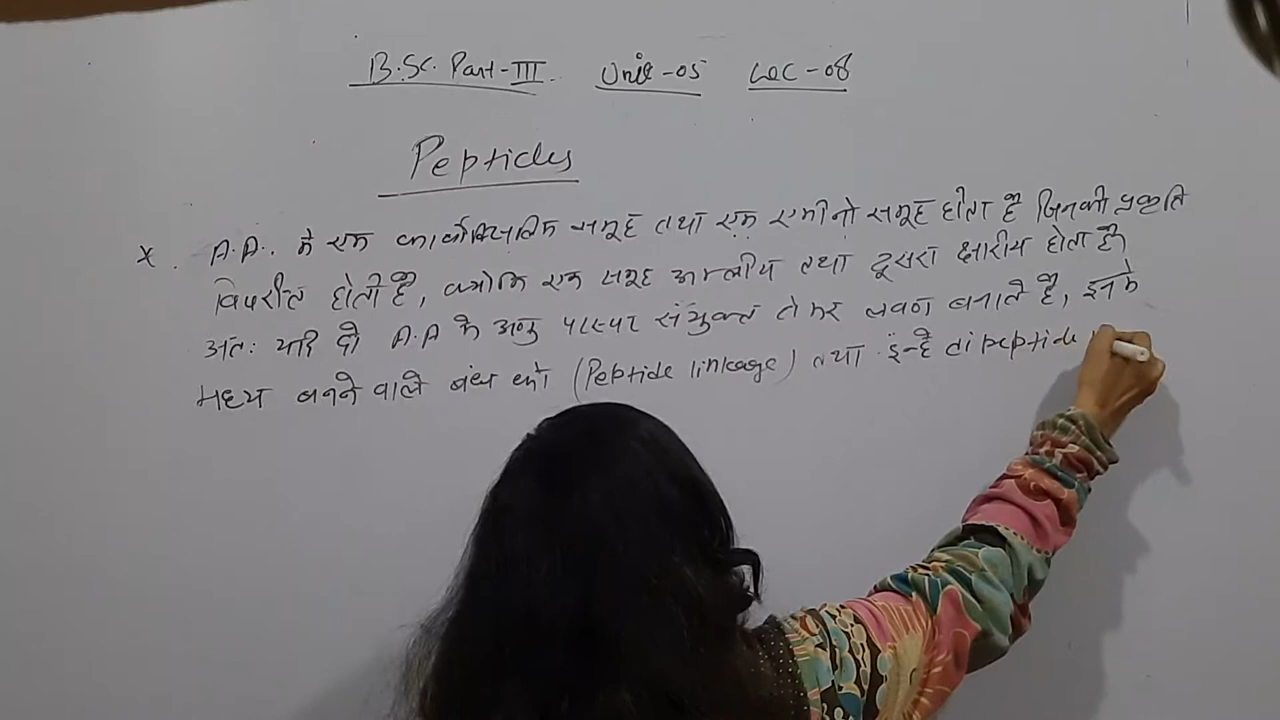 B.Sc. Part-III. Unit-05 Lec-08
Peptides
* A.A. मे एक कार्बोक्सिलिक समूह तथा एक एमीनो समूह होता है जिनकी प्रकृति
विपरीत होती है, क्योकि एक समूह अम्लीय तथा दूसरा क्षारीय होता है।
अतः यदि दो A.A के अणु परस्पर संयुक्त होकर लवण बनाते है, इनके
मध्य बनने वाले बंध को (Peptide linkage) तथा इन्हे dipeptide